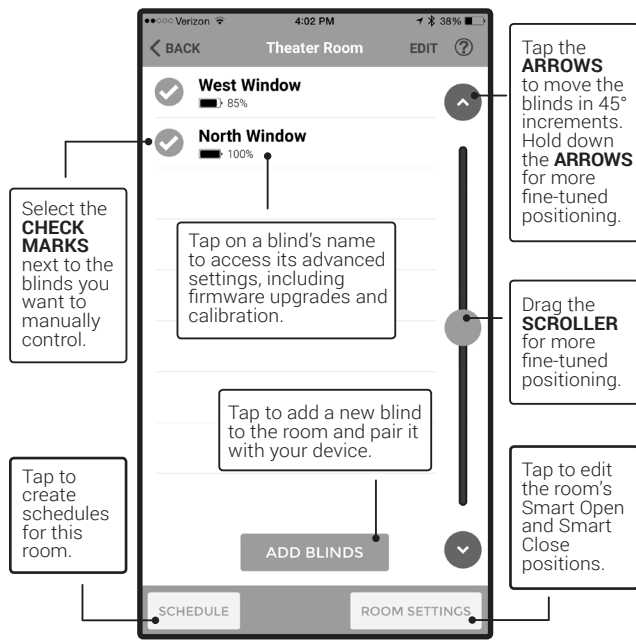 Verizon 4:02 PM 38%
BACK Theater Room EDIT ?
West Window
85%
North Window
100%
Tap the
ARROWS
to move the
blinds in 45°
increments.
Hold down
the ARROWS
for more
fine-tuned
positioning.
Select the
CHECK
MARKS
next to the
blinds you
want to
manually
control.
Tap on a blind's name
to access its advanced
settings, including
firmware upgrades and
calibration.
Drag the
SCROLLER
for more
fine-tuned
positioning.
Tap to add a new blind
to the room and pair it
with your device.
Tap to
create
schedules
for this
room.
Tap to edit
the room's
Smart Open
and Smart
Close
positions.
ADD BLINDS
SCHEDULE ROOM SETTINGS